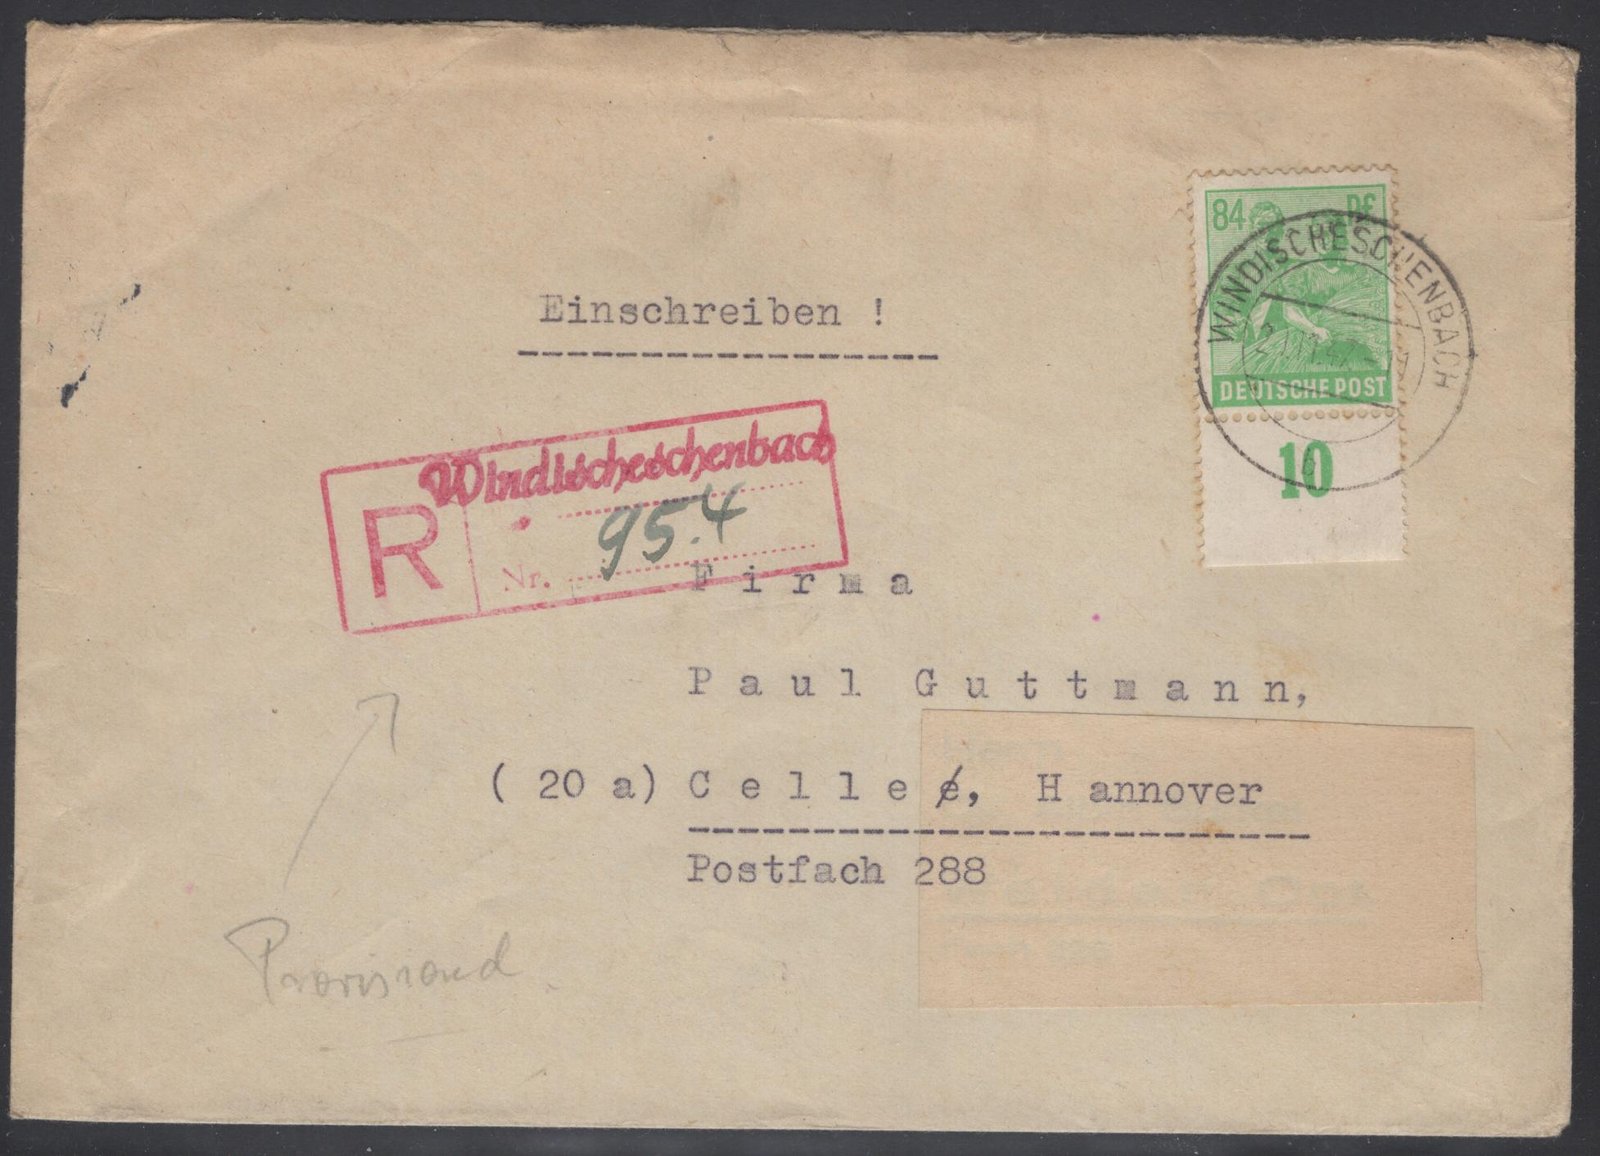 84 Pf
WINDISCHESCHENBACH
DEUTSCHE POST
10
b
Einschreiben !
Windischeschenbach
R
Nr. 954
Firma
Paul Guttmann,
(20 a) Celle, Hannover
Postfach 288